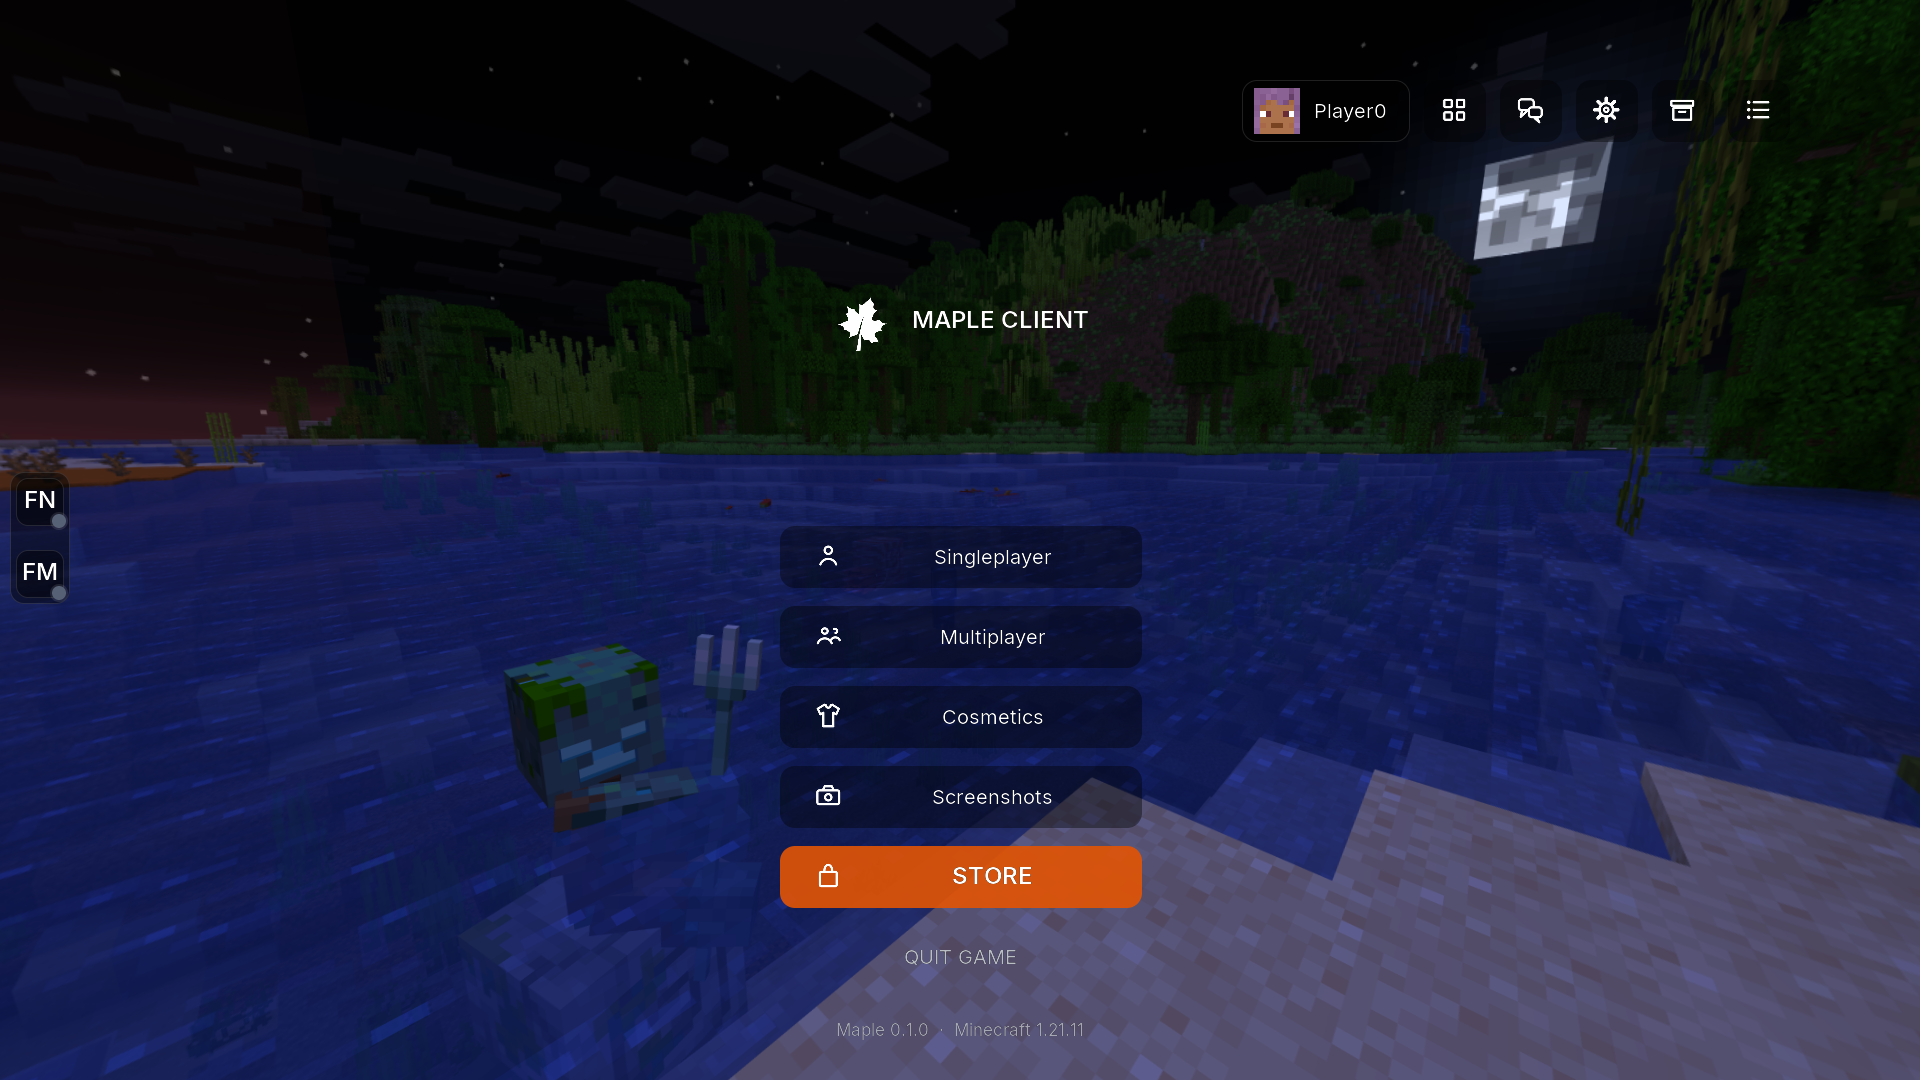 Player0
MAPLE CLIENT
FN
FM
Singleplayer
Multiplayer
Cosmetics
Screenshots
STORE
QUIT GAME
Maple 0.1.0 · Minecraft 1.21.11